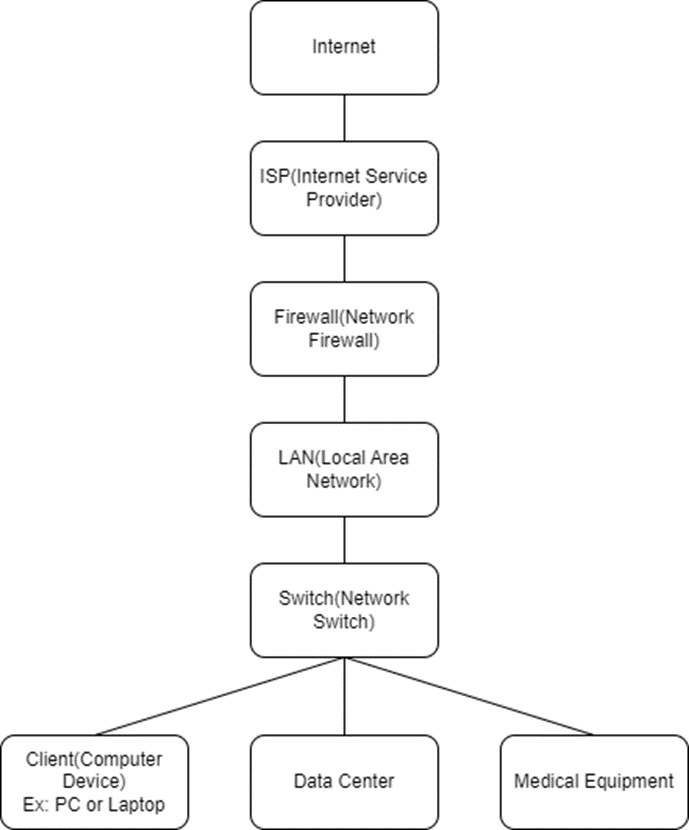 Internet
ISP(Internet Service
Provider)
Firewall(Network
Firewall)
LAN(Local Area
Network)
Switch(Network
Switch)
Client(Computer
Device)
Ex: PC or Laptop
Data Center
Medical Equipment